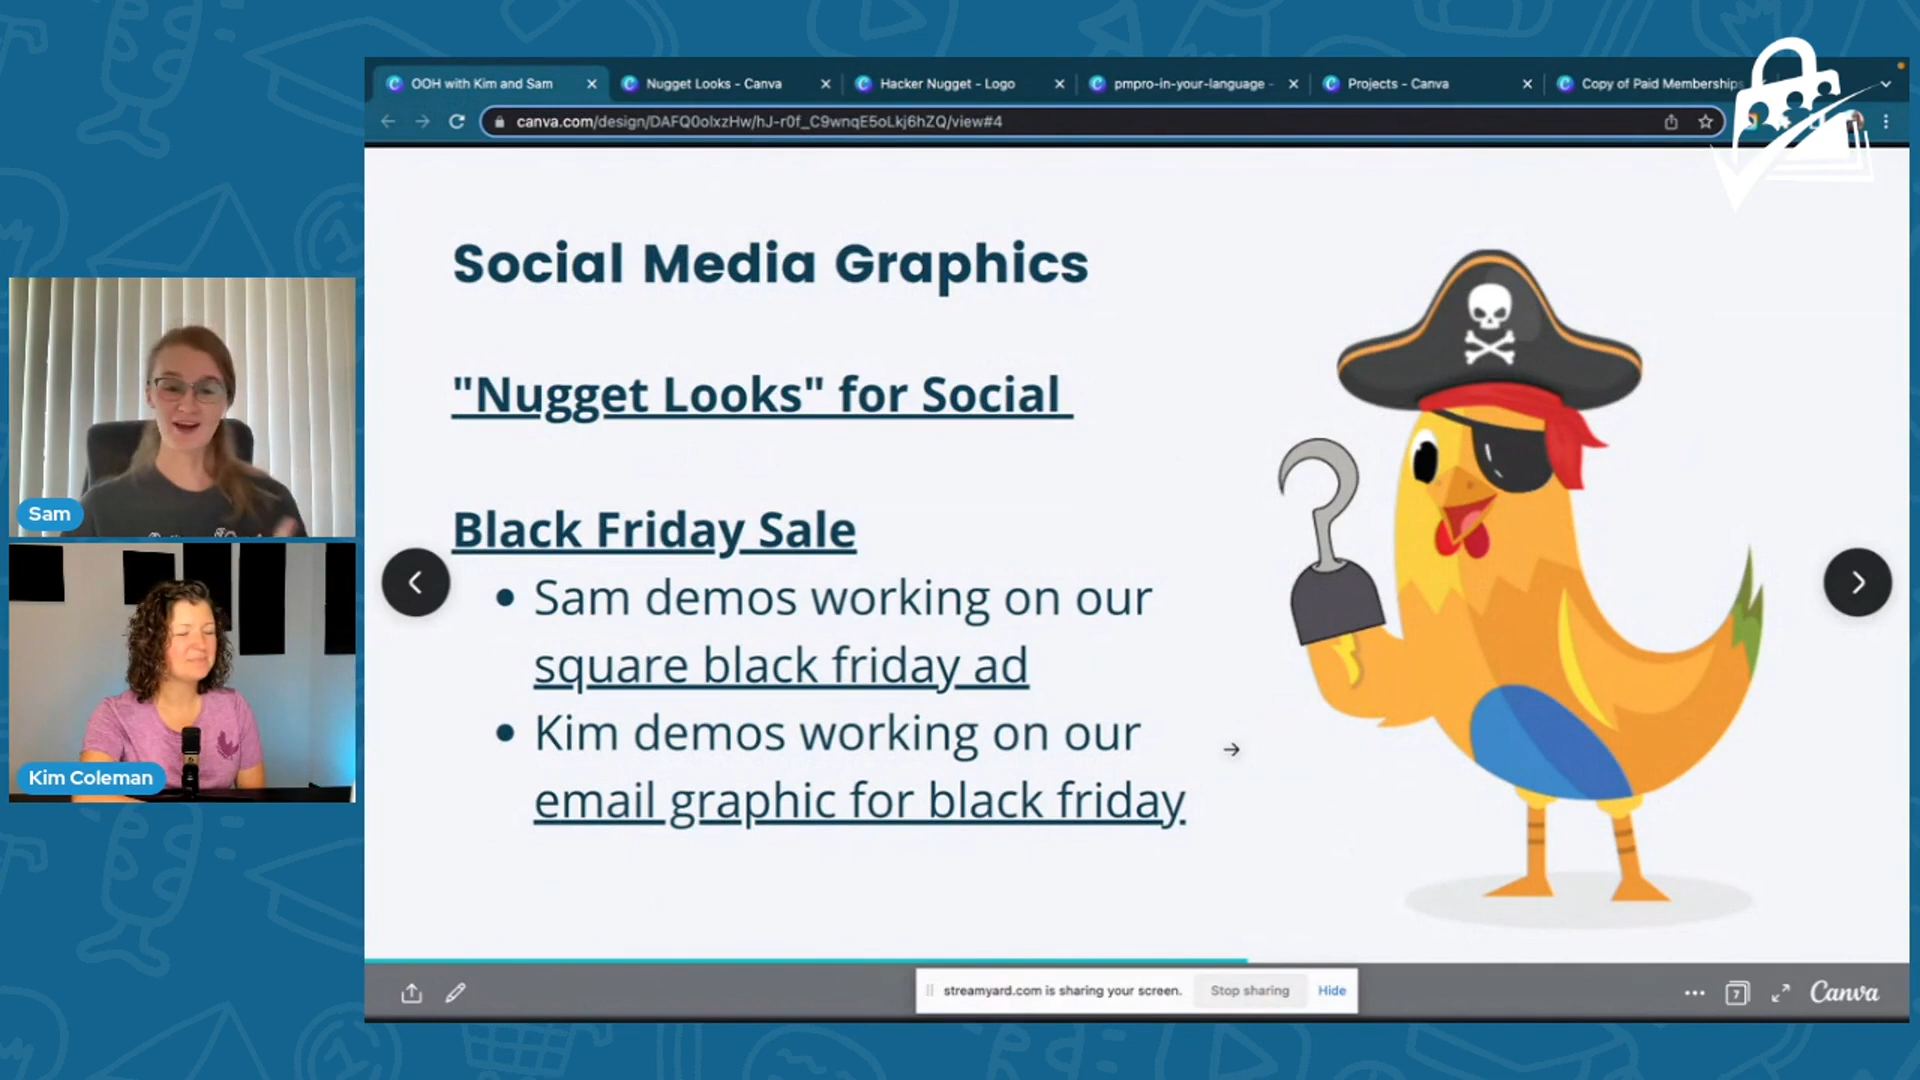 OOH with Kim and Sam
Nugget Looks - Canva
Hacker Nugget - Logo
pmpro-in-your-language -
Projects - Canva
Copy of Paid Memberships
canva.com/design/DAFQ0olxzHw/hJ-r0f_C9wnqE5oLkj6hZQ/view#4
Social Media Graphics
"Nugget Looks" for Social
Black Friday Sale
• Sam demos working on our
square black friday ad
• Kim demos working on our
email graphic for black friday
Sam
Kim Coleman
streamyard.com is sharing your screen.
Stop sharing
Hide
7
Canva